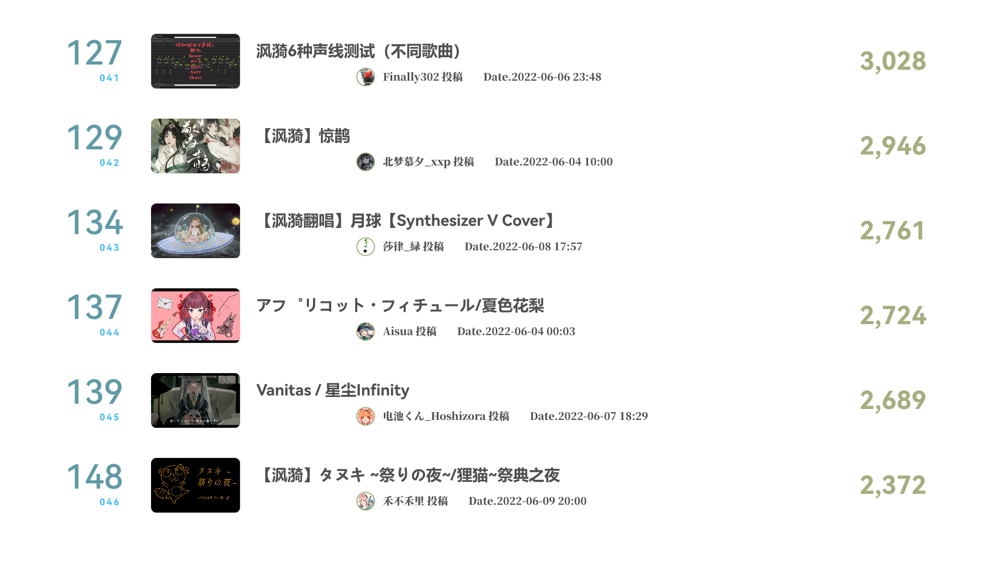 127
041
Power
Airy
Open
Soft
Chest
沨漪6种声线测试（不同歌曲）
Finally302 投稿 Date.2022-06-06 23:48
3,028
129
042
惊鹊
【沨漪】惊鹊
北梦慕夕_xxp 投稿 Date.2022-06-04 10:00
2,946
134
043
【沨漪翻唱】月球【Synthesizer V Cover】
莎律_緑 投稿 Date.2022-06-08 17:57
2,761
137
044
アフ゜リコット・フィチュール/夏色花梨
Aisua 投稿 Date.2022-06-04 00:03
2,724
139
045
Vanitas / 星尘Infinity
电池くん_Hoshizora 投稿 Date.2022-06-07 18:29
2,689
148
046
タヌキ ~
祭りの夜~
COVER by 沨漪
【沨漪】タヌキ ~祭りの夜~/狸猫~祭典之夜
禾不禾里 投稿 Date.2022-06-09 20:00
2,372